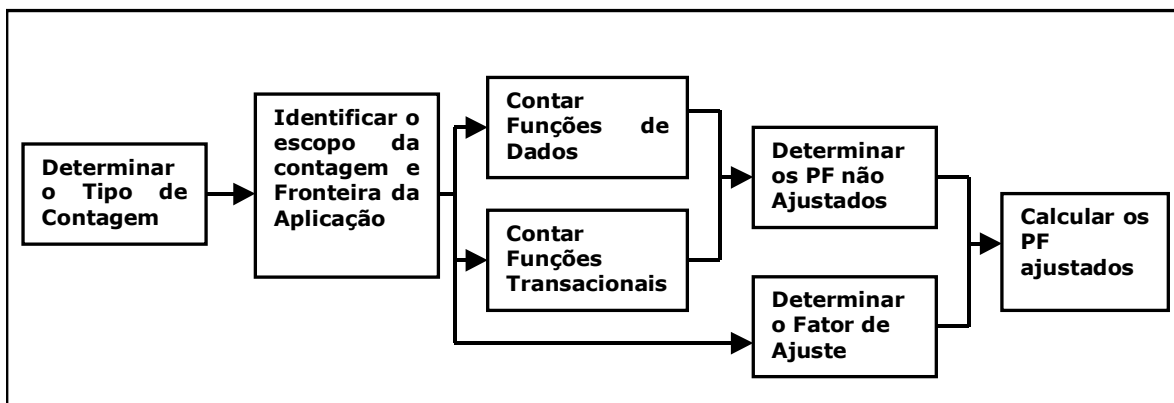 Determinar
o Tipo de
Contagem
Identificar o
escopo da
contagem e
Fronteira da
Aplicação
Contar
Funções de
Dados
Contar
Funções
Transacionais
Determinar
os PF não
Ajustados
Determinar
o Fator de
Ajuste
Calcular os
PF
ajustados